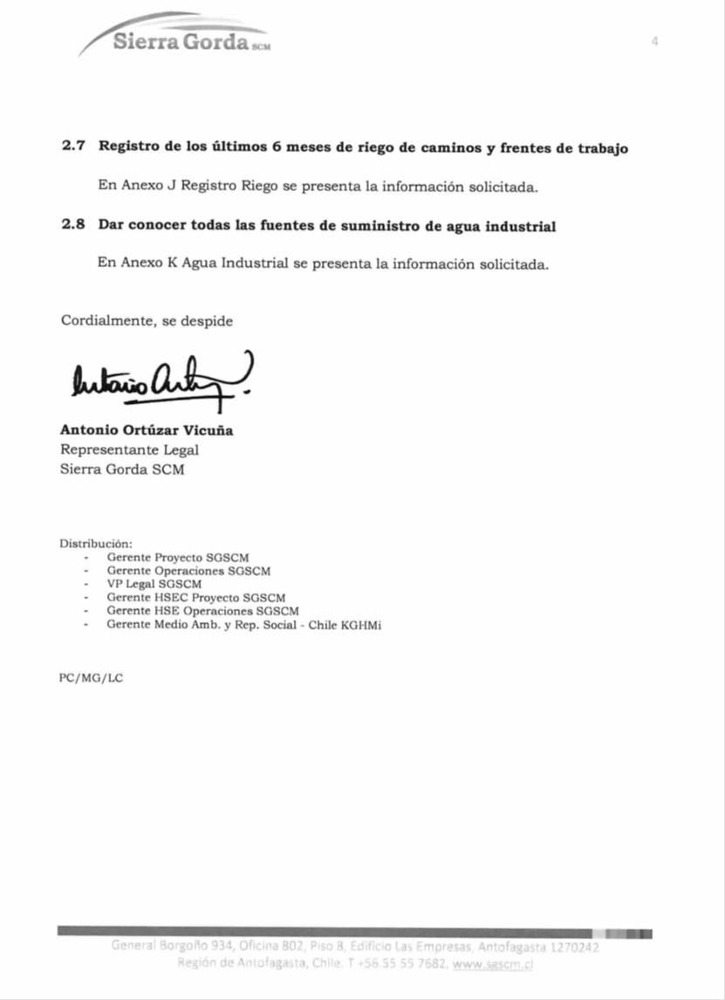 Sierra Gorda SCM
4
2.7 Registro de los últimos 6 meses de riego de caminos y frentes de trabajo
En Anexo J Registro Riego se presenta la información solicitada.
2.8 Dar conocer todas las fuentes de suministro de agua industrial
En Anexo K Agua Industrial se presenta la información solicitada.
Cordialmente, se despide
Antonio Ortúzar Vicuña
Representante Legal
Sierra Gorda SCM
Distribución:
- Gerente Proyecto SGSCM
- Gerente Operaciones SGSCM
- VP Legal SGSCM
- Gerente HSEC Proyecto SGSCM
- Gerente HSE Operaciones SGSCM
- Gerente Medio Amb. y Rep. Social - Chile KGHMi
PC/MG/LC
General Borgoño 934, Oficina 802, Piso 8, Edificio Las Empresas, Antofagasta 1270242
Región de Antofagasta, Chile. T +56 55 55 7682, www.sgscm.cl